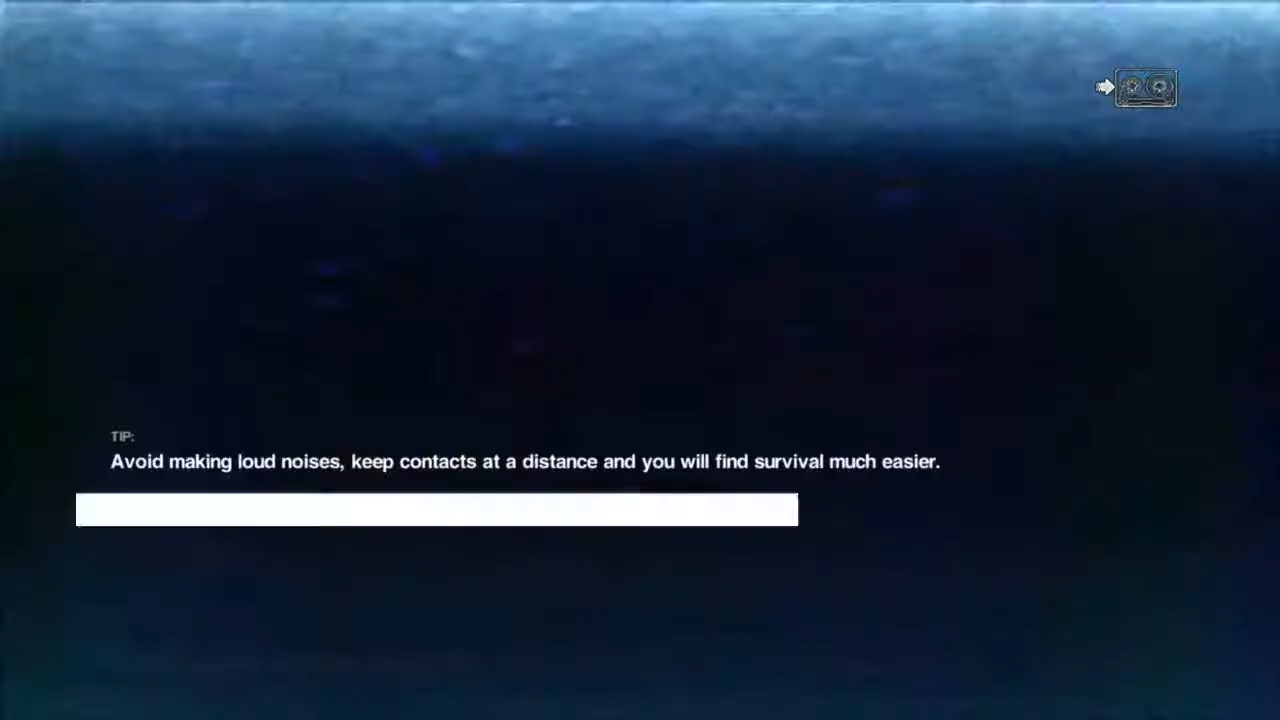 TIP:
Avoid making loud noises, keep contacts at a distance and you will find survival much easier.